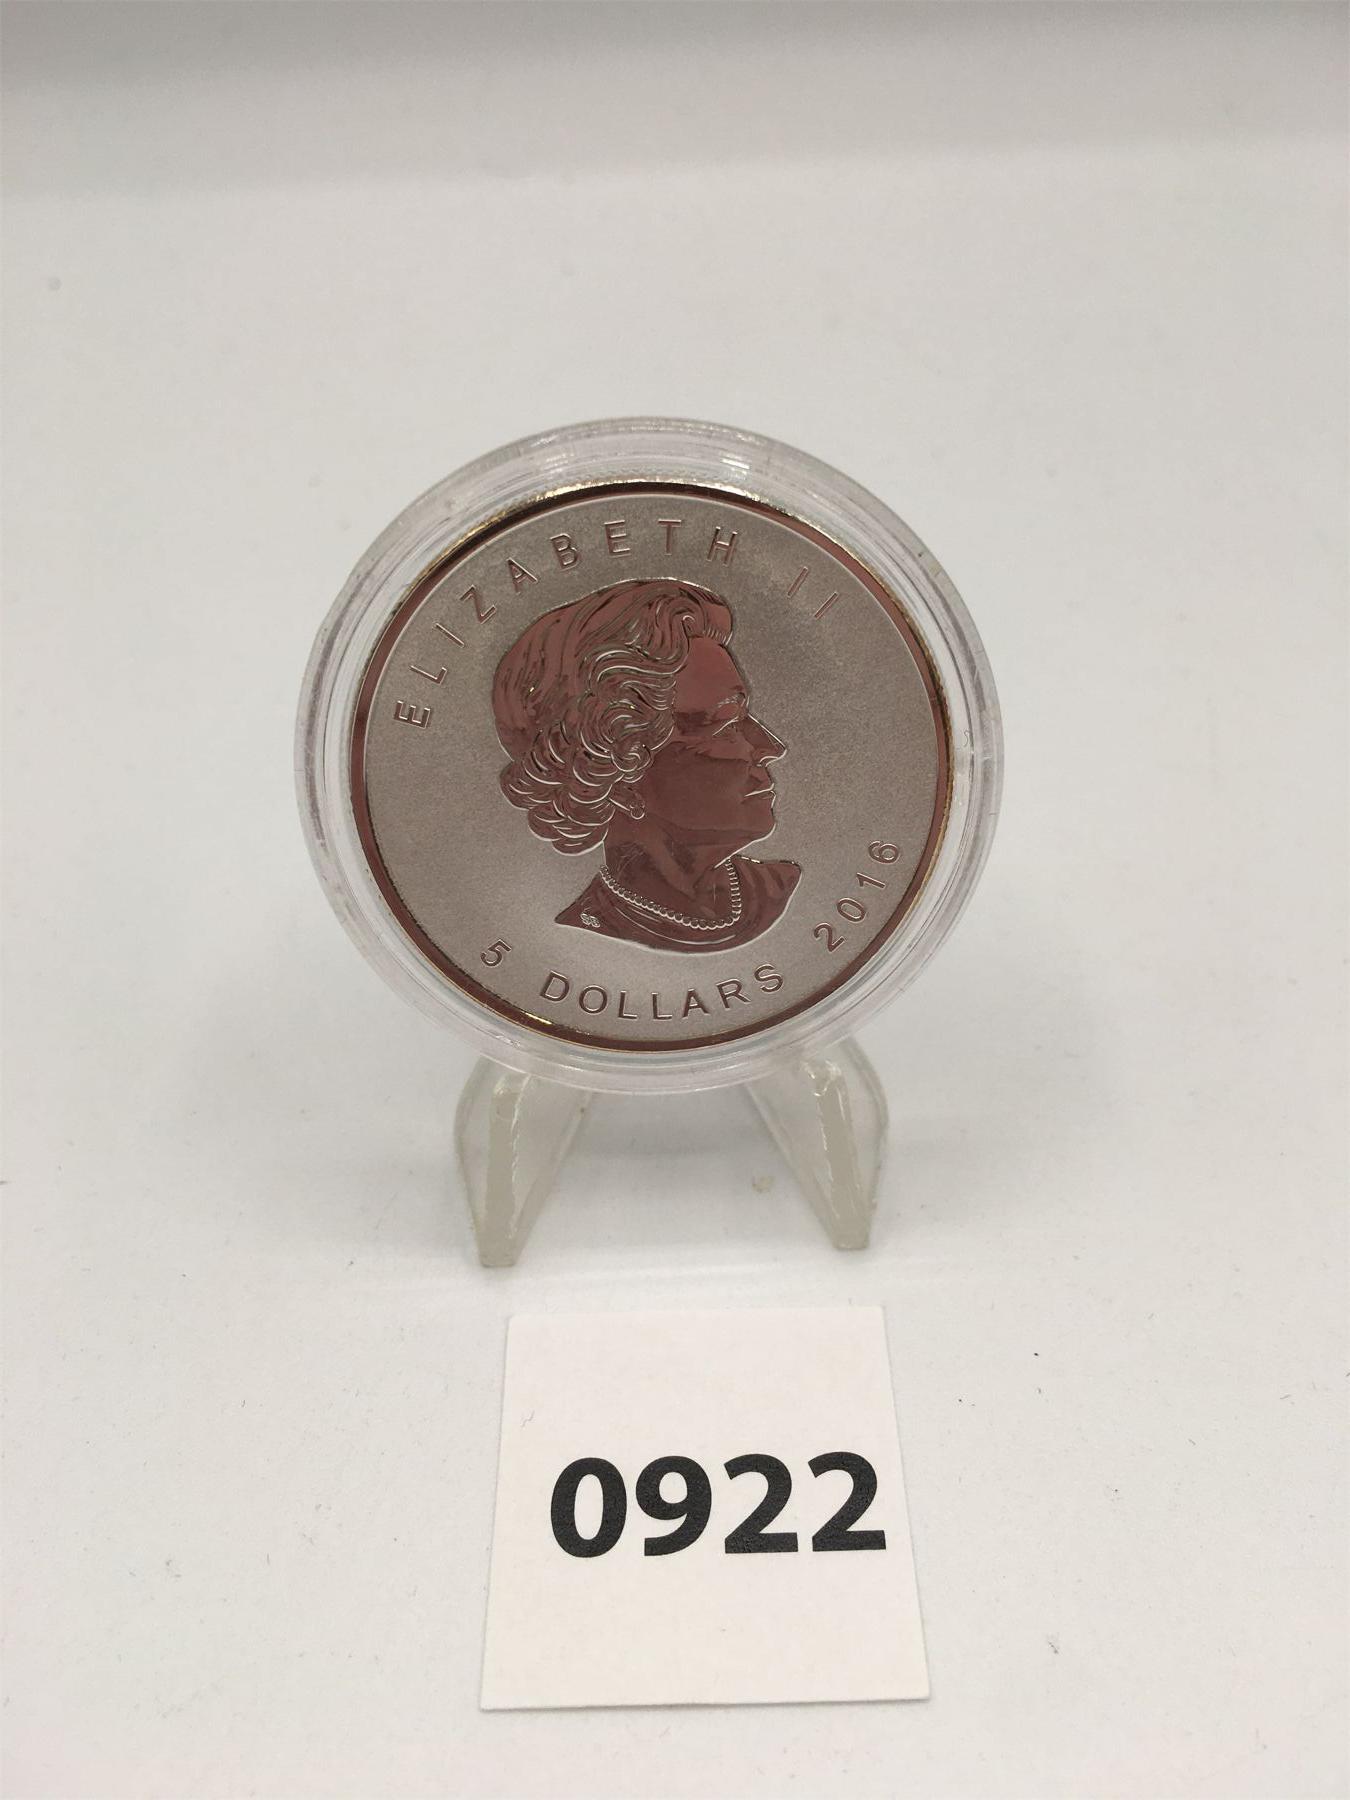 ELIZABETH II
5 DOLLARS 2016
0922